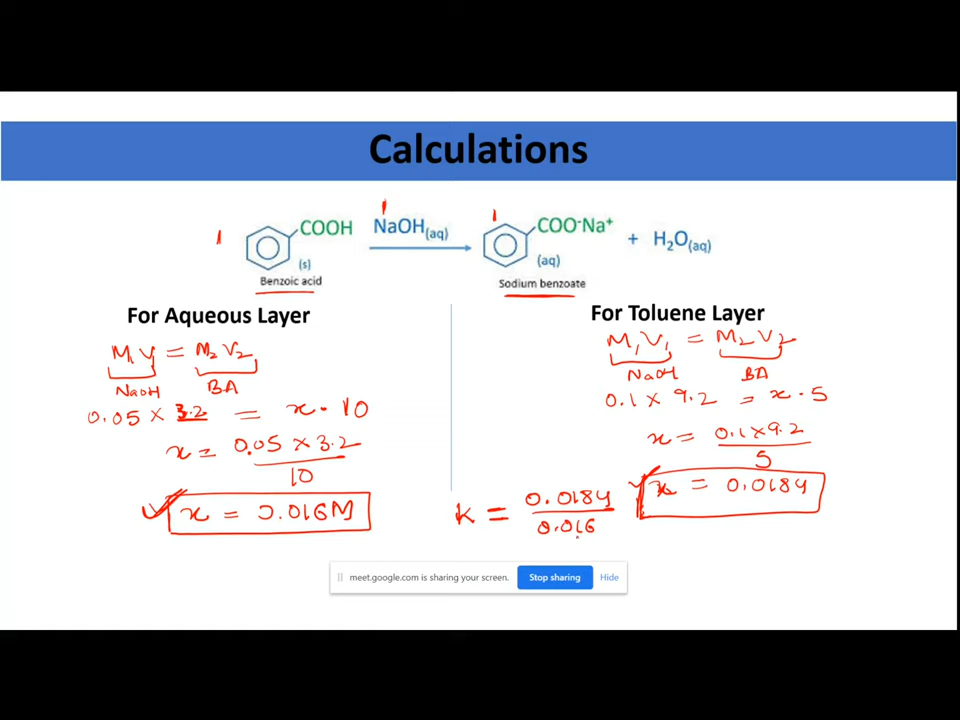 Calculations
1 COOH NaOH(aq) 1 COO⁻Na⁺ + H₂O(aq)
1 (s) (aq)
Benzoic acid Sodium benzoate
For Aqueous Layer
M₁V₁ = M₂V₂
NaOH BA
0.05 × 3.2 = x · 10
x = 0.05 × 3.2
10
x = 0.016M
For Toluene Layer
M₁V₁ = M₂V₂
NaOH BA
0.1 × 9.2 = x · 5
x = 0.1 × 9.2
5
x = 0.0184
K = 0.0184
0.016
meet.google.com is sharing your screen. Stop sharing Hide